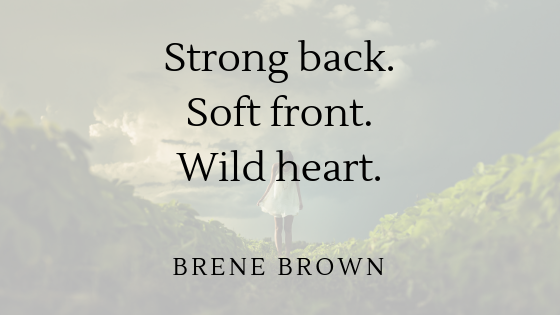 Strong back.
Soft front.
Wild heart.
BRENE BROWN